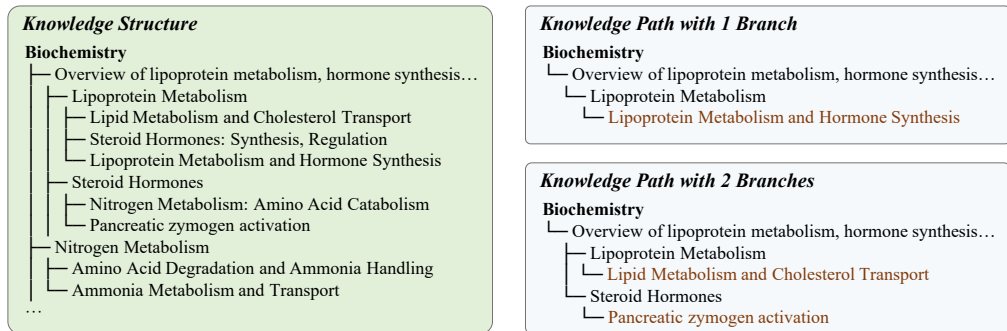 Knowledge Structure
Biochemistry
Overview of lipoprotein metabolism, hormone synthesis…
Lipoprotein Metabolism
Lipid Metabolism and Cholesterol Transport
Steroid Hormones: Synthesis, Regulation
Lipoprotein Metabolism and Hormone Synthesis
Steroid Hormones
Nitrogen Metabolism: Amino Acid Catabolism
Pancreatic zymogen activation
Nitrogen Metabolism
Amino Acid Degradation and Ammonia Handling
Ammonia Metabolism and Transport
…
Knowledge Path with 1 Branch
Biochemistry
Overview of lipoprotein metabolism, hormone synthesis…
Lipoprotein Metabolism
Lipoprotein Metabolism and Hormone Synthesis
Knowledge Path with 2 Branches
Biochemistry
Overview of lipoprotein metabolism, hormone synthesis…
Lipoprotein Metabolism
Lipid Metabolism and Cholesterol Transport
Steroid Hormones
Pancreatic zymogen activation